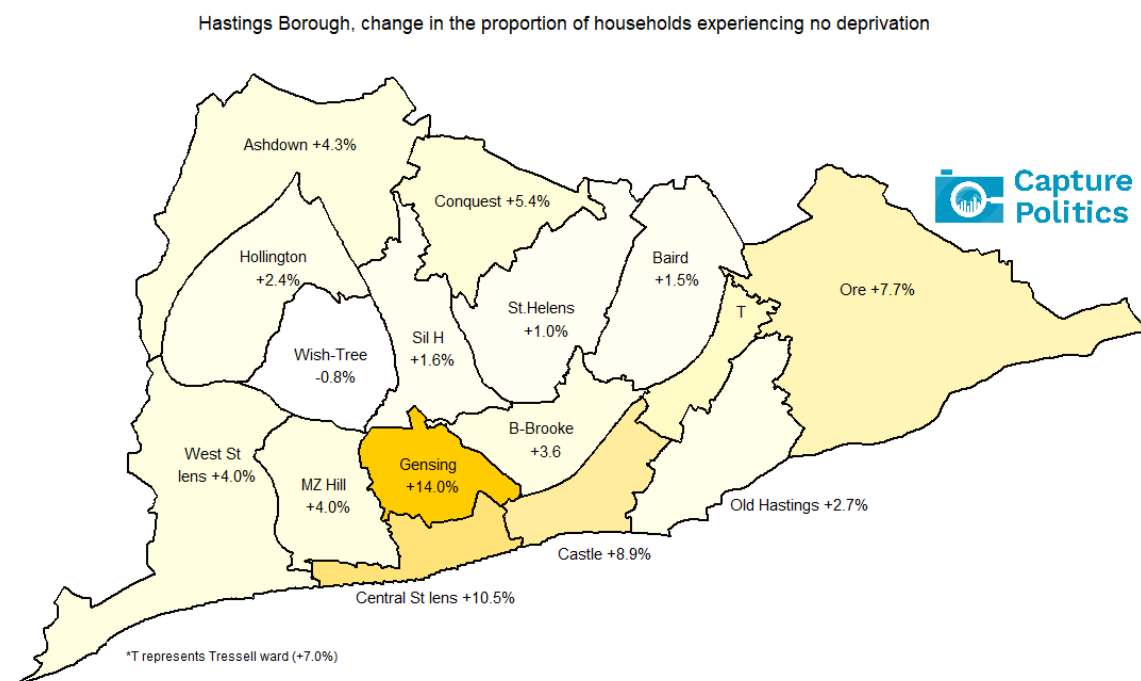 Hastings Borough, change in the proportion of households experiencing no deprivation
Ashdown +4.3%
Capture
Politics
Conquest +5.4%
Hollington
+2.4%
Baird
+1.5%
Ore +7.7%
St.Helens
+1.0%
T
Sil H
+1.6%
Wish-Tree
-0.8%
B-Brooke
+3.6
West St
lens +4.0%
MZ Hill
+4.0%
Gensing
+14.0%
Old Hastings +2.7%
Castle +8.9%
Central St lens +10.5%
*T represents Tressell ward (+7.0%)